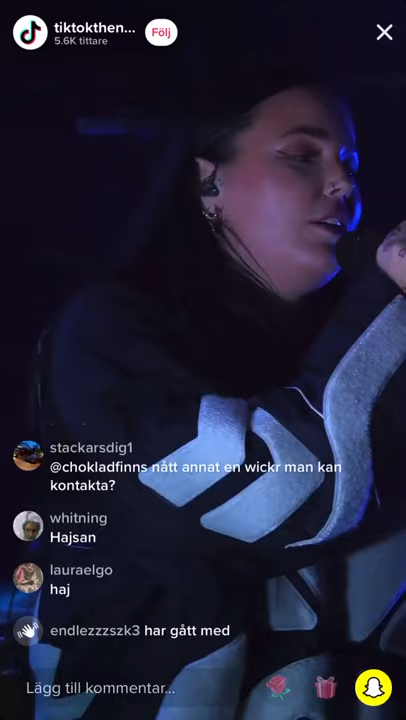 tiktokthen...
Följ
5.6K tittare
stackarsdig1
@chokladfinns nått annat en wickr man kan
kontakta?
whitning
Hajsan
lauraelgo
haj
endlezzzszk3 har gått med
Lägg till kommentar...